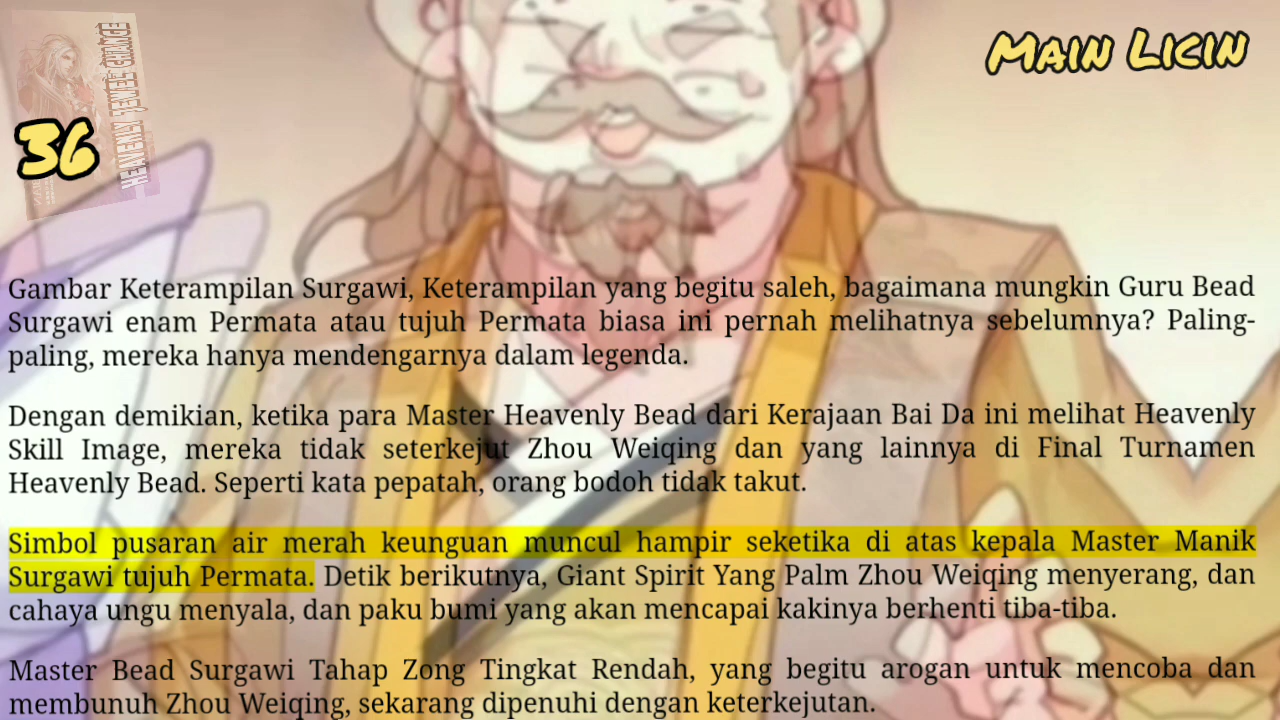 HEAVENLY JEWEL CHANGE
Main Licin
36
Gambar Keterampilan Surgawi, Keterampilan yang begitu saleh, bagaimana mungkin Guru Bead
Surgawi enam Permata atau tujuh Permata biasa ini pernah melihatnya sebelumnya? Paling-
paling, mereka hanya mendengarnya dalam legenda.
Dengan demikian, ketika para Master Heavenly Bead dari Kerajaan Bai Da ini melihat Heavenly
Skill Image, mereka tidak seterkejut Zhou Weiqing dan yang lainnya di Final Turnamen
Heavenly Bead. Seperti kata pepatah, orang bodoh tidak takut.
Simbol pusaran air merah keunguan muncul hampir seketika di atas kepala Master Manik
Surgawi tujuh Permata. Detik berikutnya, Giant Spirit Yang Palm Zhou Weiqing menyerang, dan
cahaya ungu menyala, dan paku bumi yang akan mencapai kakinya berhenti tiba-tiba.
Master Bead Surgawi Tahap Zong Tingkat Rendah, yang begitu arogan untuk mencoba dan
membunuh Zhou Weiqing, sekarang dipenuhi dengan keterkejutan.